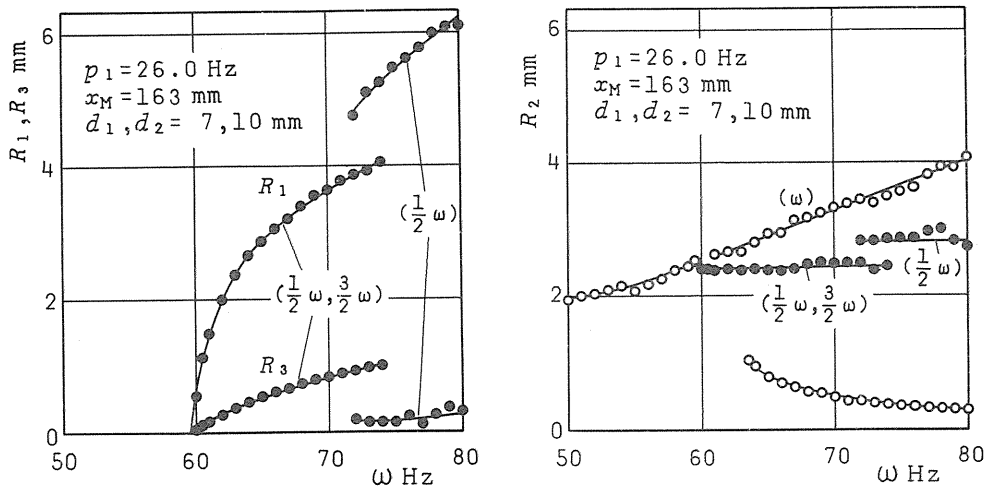 R₁, R₃ mm
6
4
2
0
p₁=26.0 Hz
x_M=163 mm
d₁,d₂= 7,10 mm
R₁
(1/2 ω)
(1/2 ω, 3/2 ω)
R₃
50
60
70
80
ω Hz
R₂ mm
6
4
2
0
p₁=26.0 Hz
x_M=163 mm
d₁,d₂= 7,10 mm
(ω)
(1/2 ω)
(1/2 ω, 3/2 ω)
50
60
70
80
ω Hz